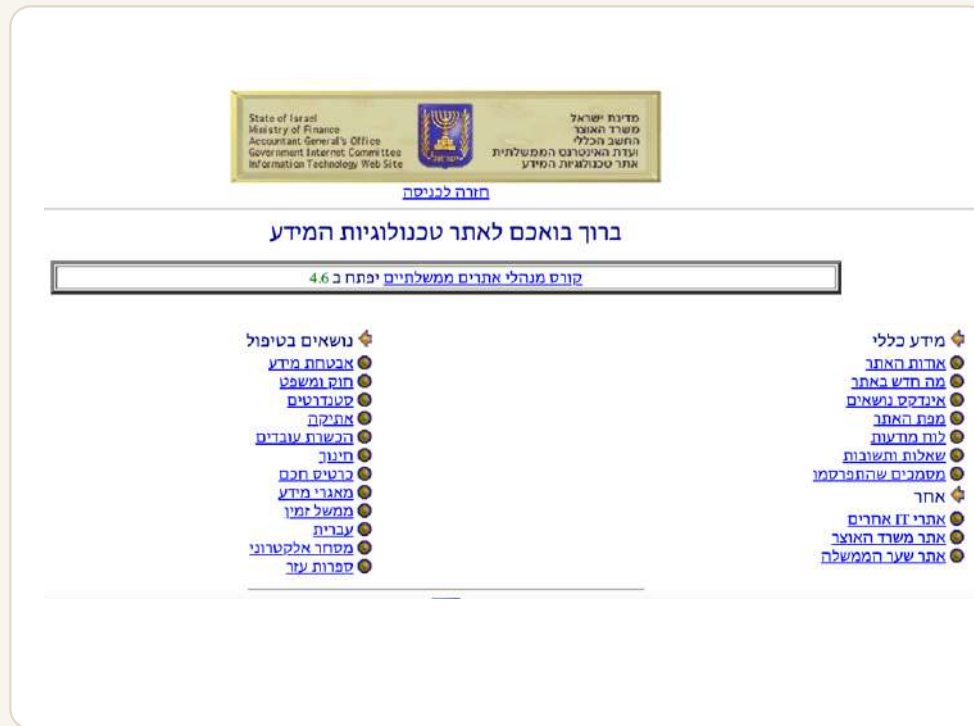 State of Israel
Ministry of Finance
Accountant General's Office
Government Internet Committee
Information Technology Web Site
מדינת ישראל
משרד האוצר
החשב הכללי
ועדת האינטרנט הממשלתית
אתר טכנולוגיות המידע
חזרה לכניסה
ברוך בואכם לאתר טכנולוגיות המידע
קורס מנהלי אתרים ממשלתיים יפתח ב 4.6
מידע כללי
אודות האתר
מה חדש באתר
אינדקס נושאים
מפת האתר
לוח מודעות
שאלות ותשובות
מסמכים שהתפרסמו
אחר
אתרי IT אחרים
אתר משרד האוצר
אתר שער הממשלה
נושאים בטיפול
אבטחת מידע
חוק ומשפט
סטנדרטים
אתיקה
הכשרת עובדים
חינוך
כרטיס חכם
מאגרי מידע
ממשל זמין
עברית
מסחר אלקטרוני
ספרות עזר